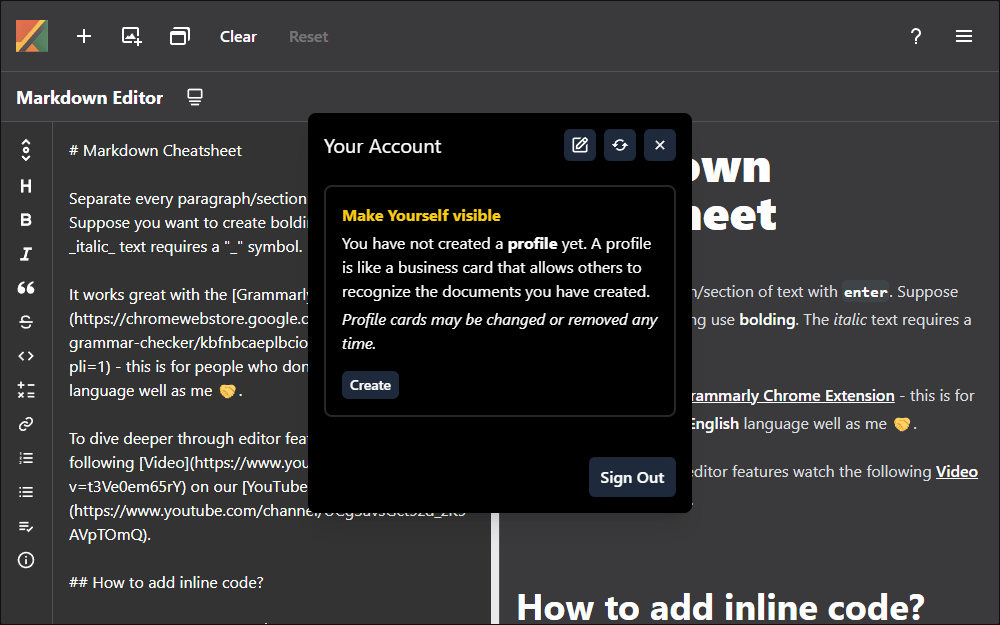 Clear
Reset
?
Markdown Editor
# Markdown Cheatsheet
Separate every paragraph/section
Suppose you want to create boldin
_italic_ text requires a "_" symbol.
It works great with the [Grammarly
(https://chromewebstore.google.c
grammar-checker/kbfnbcaeplbcio
pli=1) - this is for people who don
language well as me 🤝.
To dive deeper through editor feat
following [Video](https://www.you
v=t3Ve0em65rY) on our [YouTube
(https://www.youtube.com/channel/
AVpTOmQ).
## How to add inline code?
Your Account
Make Yourself visible
You have not created a profile yet. A profile
is like a business card that allows others to
recognize the documents you have created.
Profile cards may be changed or removed any
time.
Create
Sign Out
own
heet
n/section of text with enter. Suppose
ng use bolding. The italic text requires a
rammarly Chrome Extension - this is for
English language well as me 🤝.
editor features watch the following Video
.
How to add inline code?